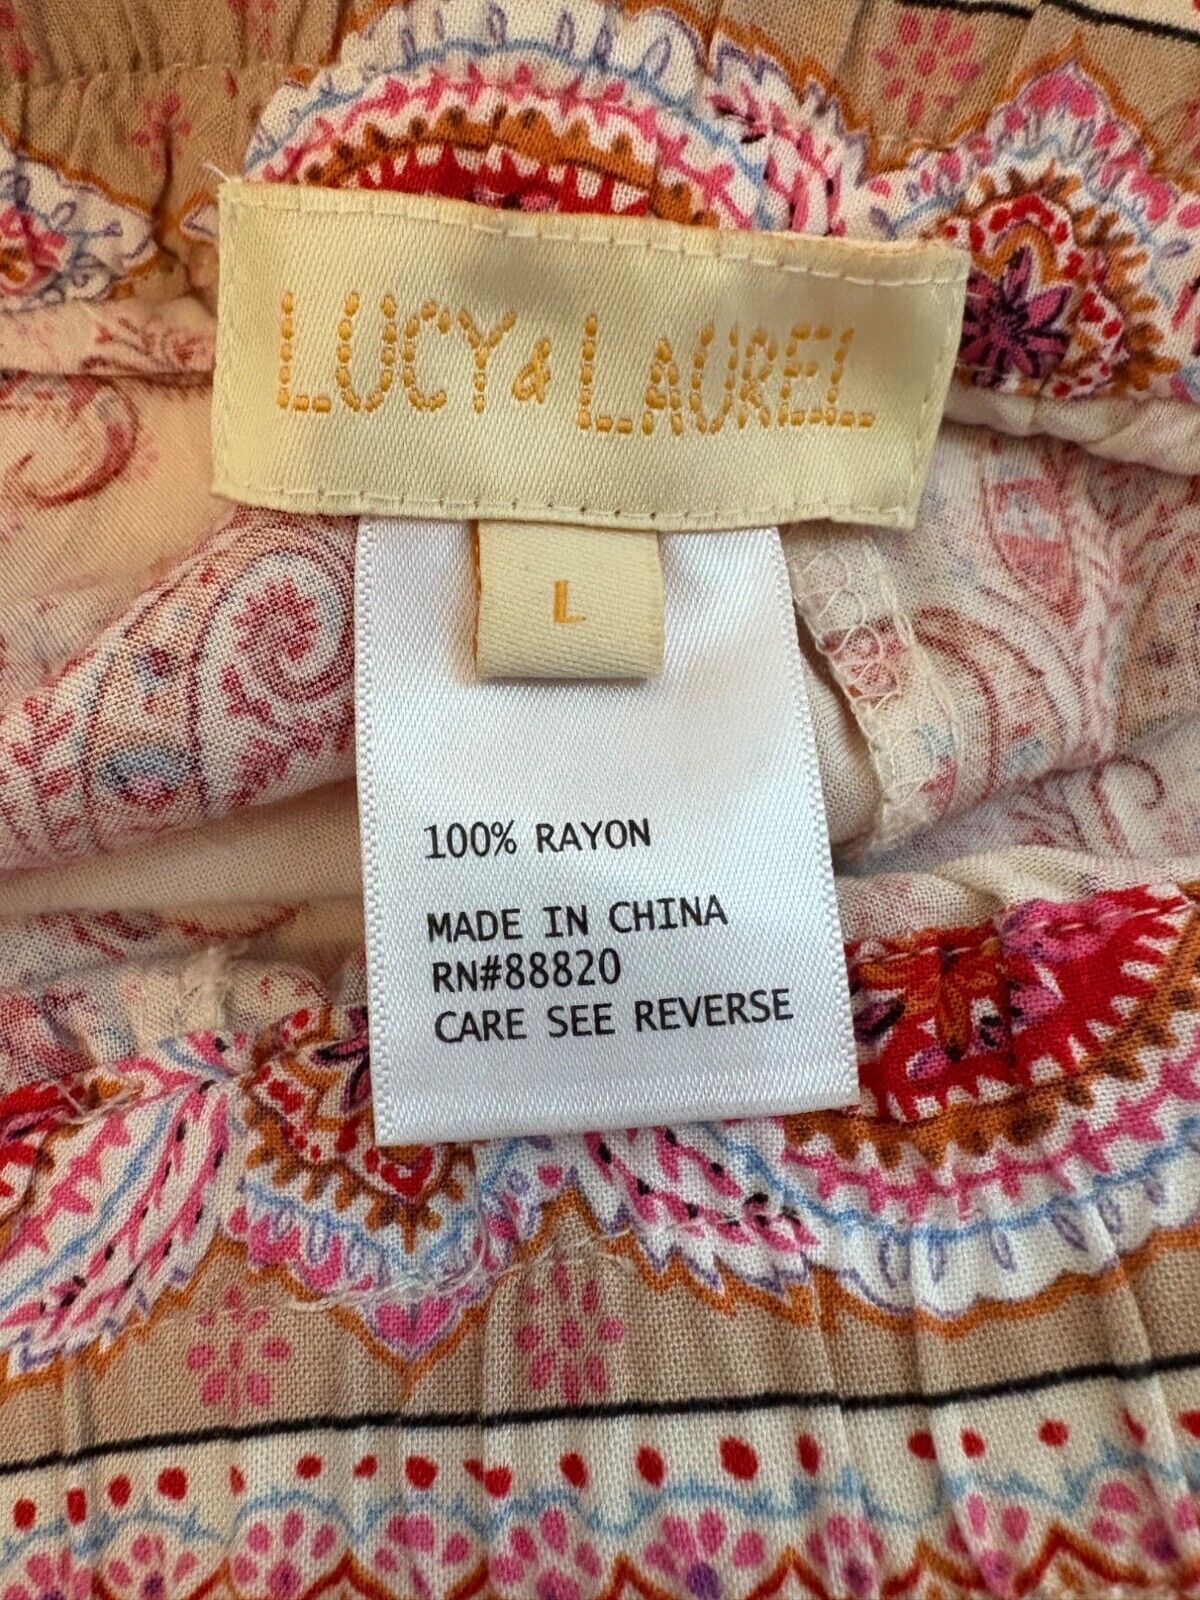 LUCY & LAUREL
L
100% RAYON
MADE IN CHINA
RN#88820
CARE SEE REVERSE